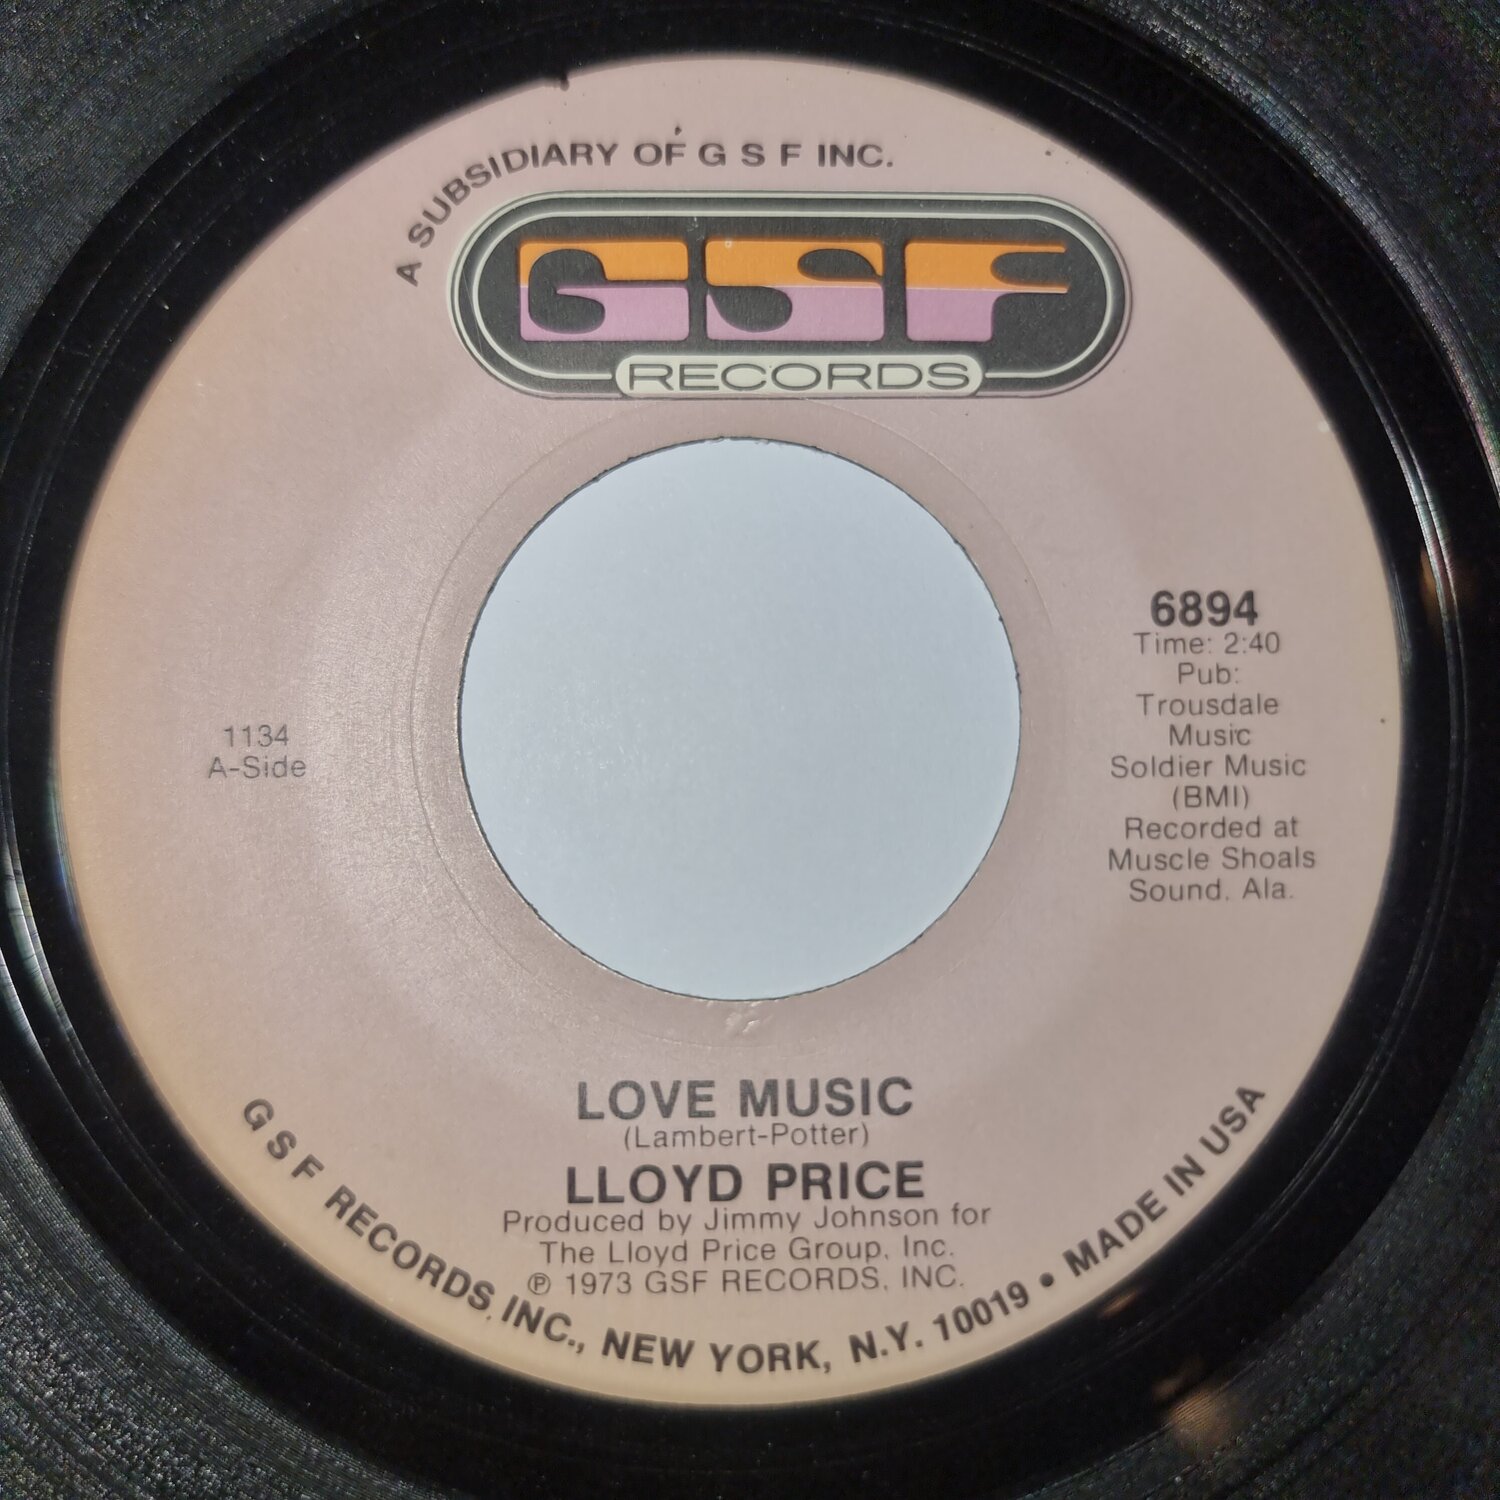 A SUBSIDIARY OF G S F INC.
GSF
RECORDS
6894
Time: 2:40
Pub:
Trousdale
Music
Soldier Music
(BMI)
Recorded at
Muscle Shoals
Sound, Ala.
1134
A-Side
LOVE MUSIC
(Lambert-Potter)
LLOYD PRICE
Produced by Jimmy Johnson for
The Lloyd Price Group, Inc.
℗ 1973 GSF RECORDS, INC.
G S F RECORDS, INC., NEW YORK, N.Y. 10019 • MADE IN USA